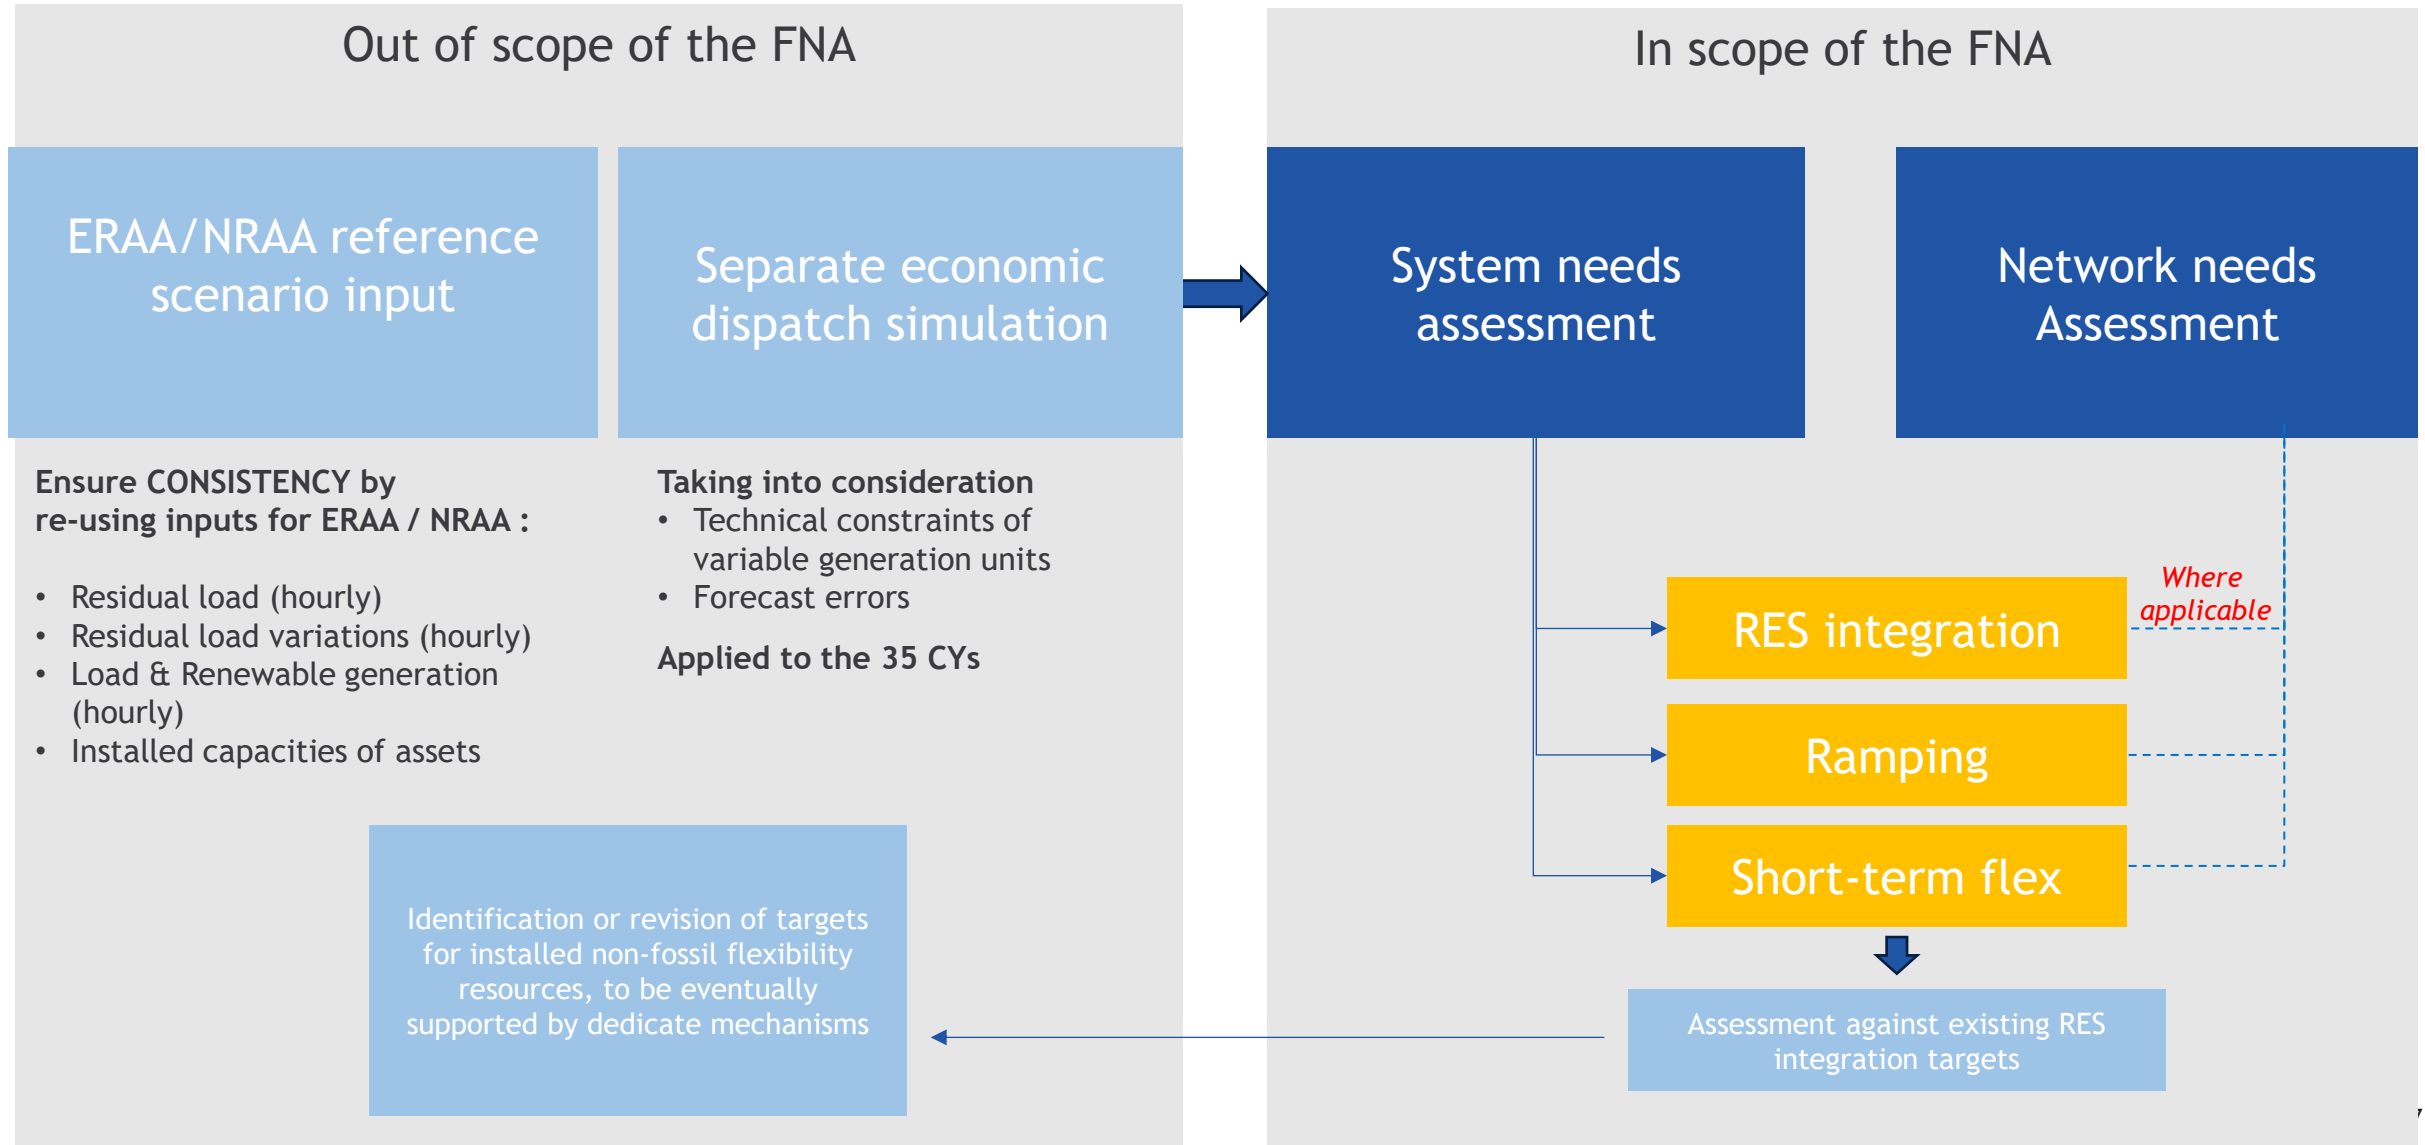 Out of scope of the FNA
ERAA/NRAA reference
scenario input
Separate economic
dispatch simulation
Ensure CONSISTENCY by
re-using inputs for ERAA / NRAA :
• Residual load (hourly)
• Residual load variations (hourly)
• Load & Renewable generation
(hourly)
• Installed capacities of assets
Taking into consideration
• Technical constraints of
variable generation units
• Forecast errors
Applied to the 35 CYs
Identification or revision of targets
for installed non-fossil flexibility
resources, to be eventually
supported by dedicate mechanisms
In scope of the FNA
System needs
assessment
Network needs
Assessment
Where
applicable
RES integration
Ramping
Short-term flex
Assessment against existing RES
integration targets